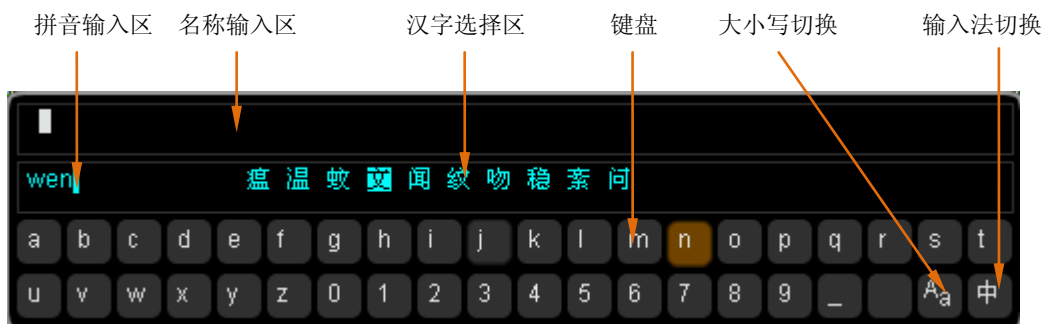 拼音输入区 名称输入区 汉字选择区 键盘 大小写切换 输入法切换
wen 瘟 温 蚊 文 闻 纹 吻 稳 紊 问
a b c d e f g h i j k l m n o p q r s t
u v w x y z 0 1 2 3 4 5 6 7 8 9 _ Aa 中